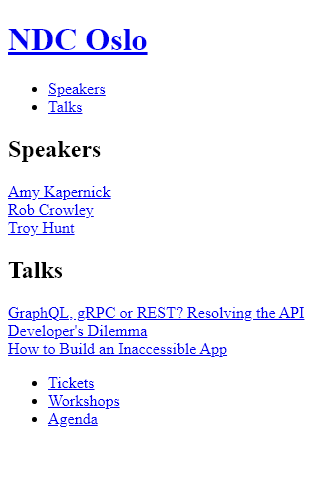 NDC Oslo
Speakers
Talks
Speakers
Amy Kapernick
Rob Crowley
Troy Hunt
Talks
GraphQL, gRPC or REST? Resolving the API
Developer's Dilemma
How to Build an Inaccessible App
Tickets
Workshops
Agenda